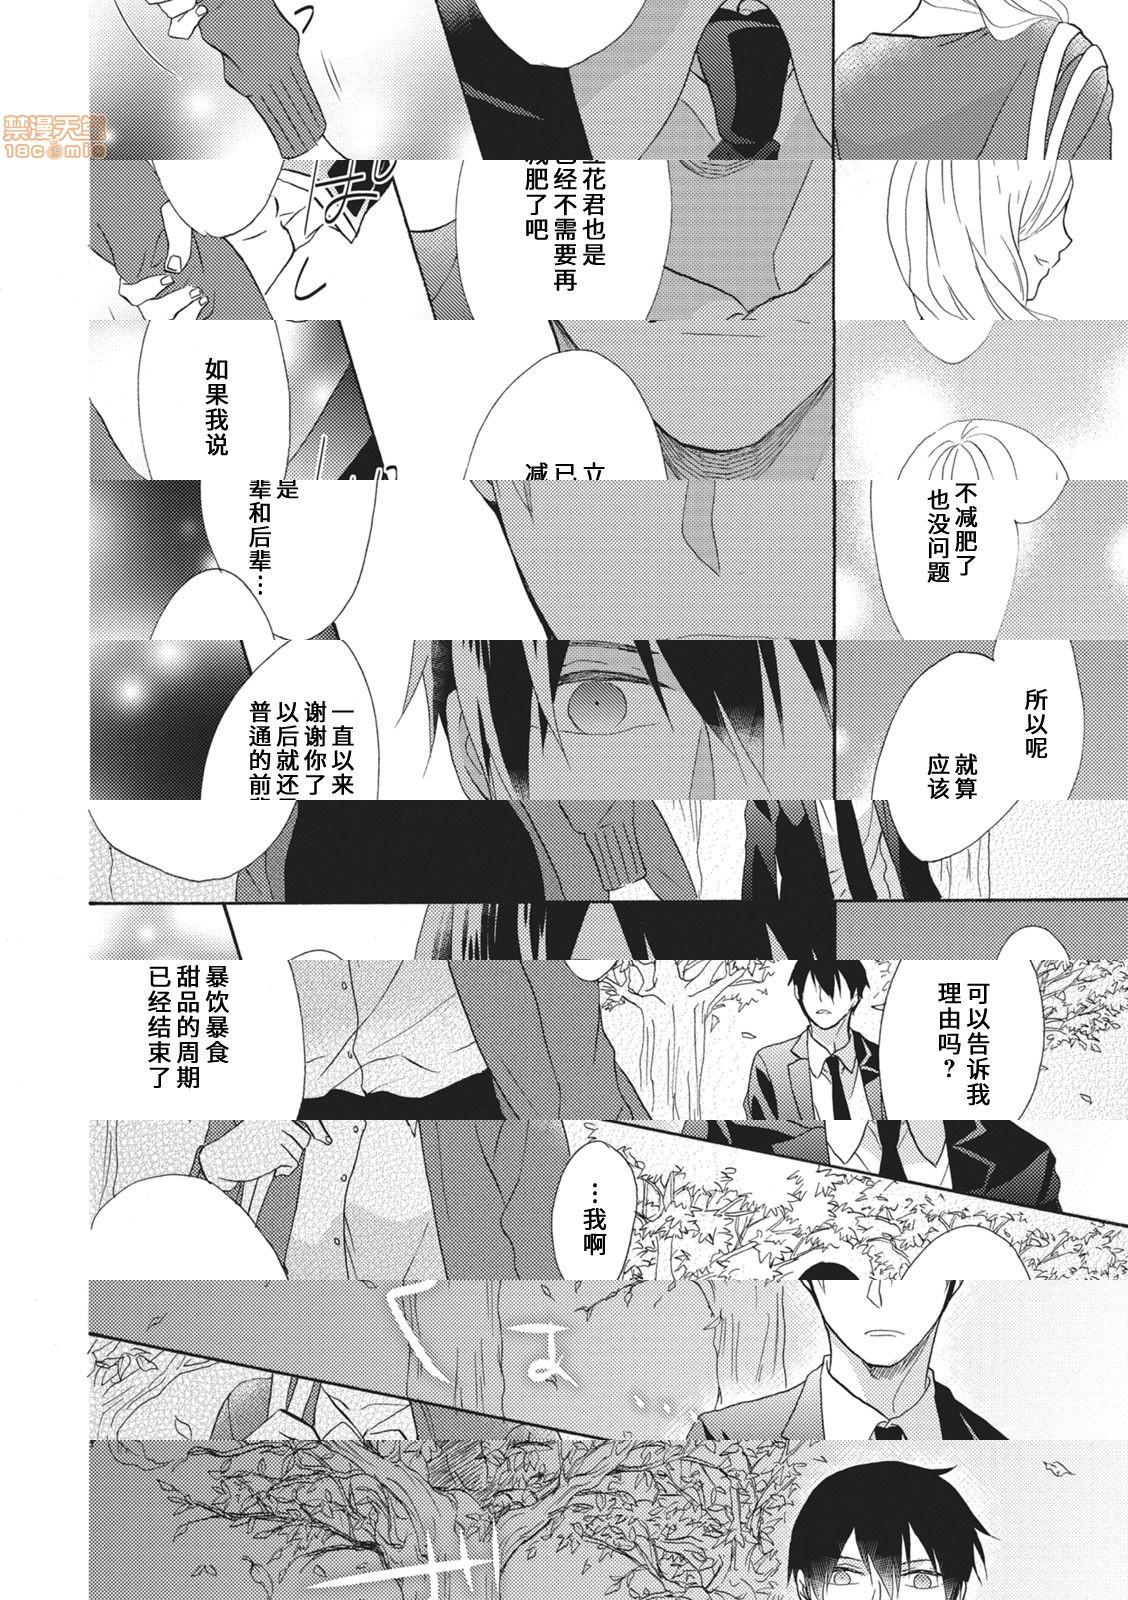 禁漫天堂
18comic
可以告诉我
理由吗？
…我啊
暴饮暴食
甜品的周期
已经结束了
所以呢
就算
应该
不减肥了
也没问题
立花君也是
已经不需要再
减肥了吧
一直以来
谢谢你了
以后就还是
普通的前辈和后辈…
如果我说